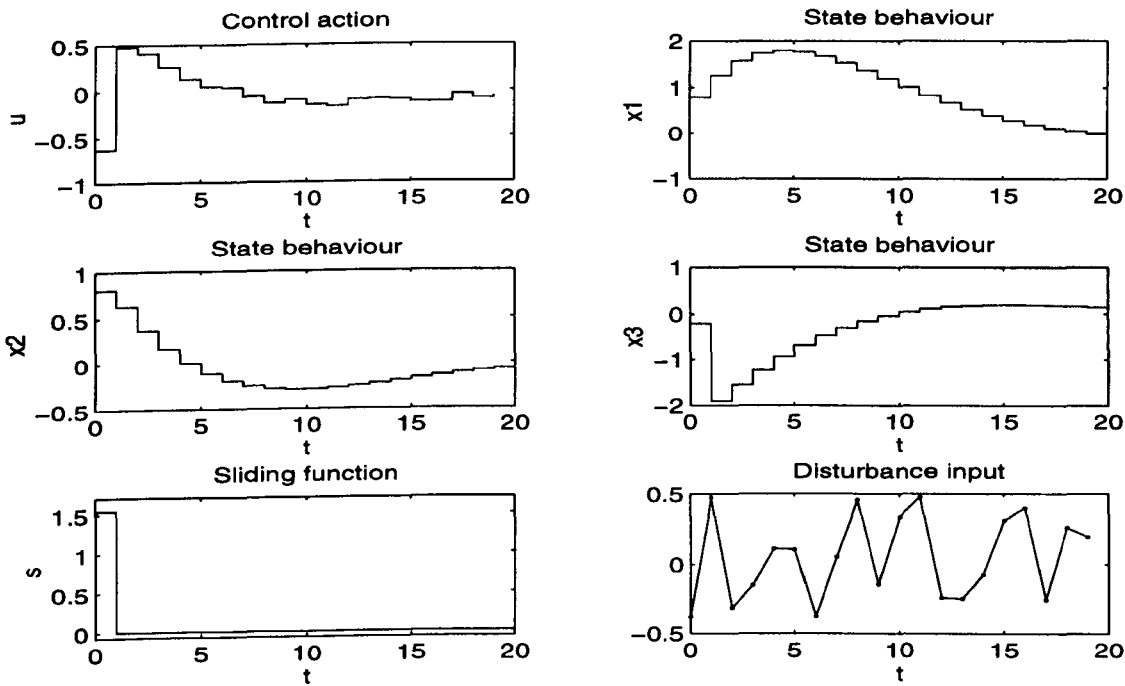 Control action
0.5
0
−0.5
−1
u
0 5 10 15 20
t
State behaviour
2
1
0
−1
x1
0 5 10 15 20
t
State behaviour
1
0.5
0
−0.5
x2
0 5 10 15 20
t
State behaviour
1
0
−1
−2
x3
0 5 10 15 20
t
Sliding function
1.5
1
0.5
0
s
0 5 10 15 20
t
Disturbance input
0.5
0
−0.5
0 5 10 15 20
t